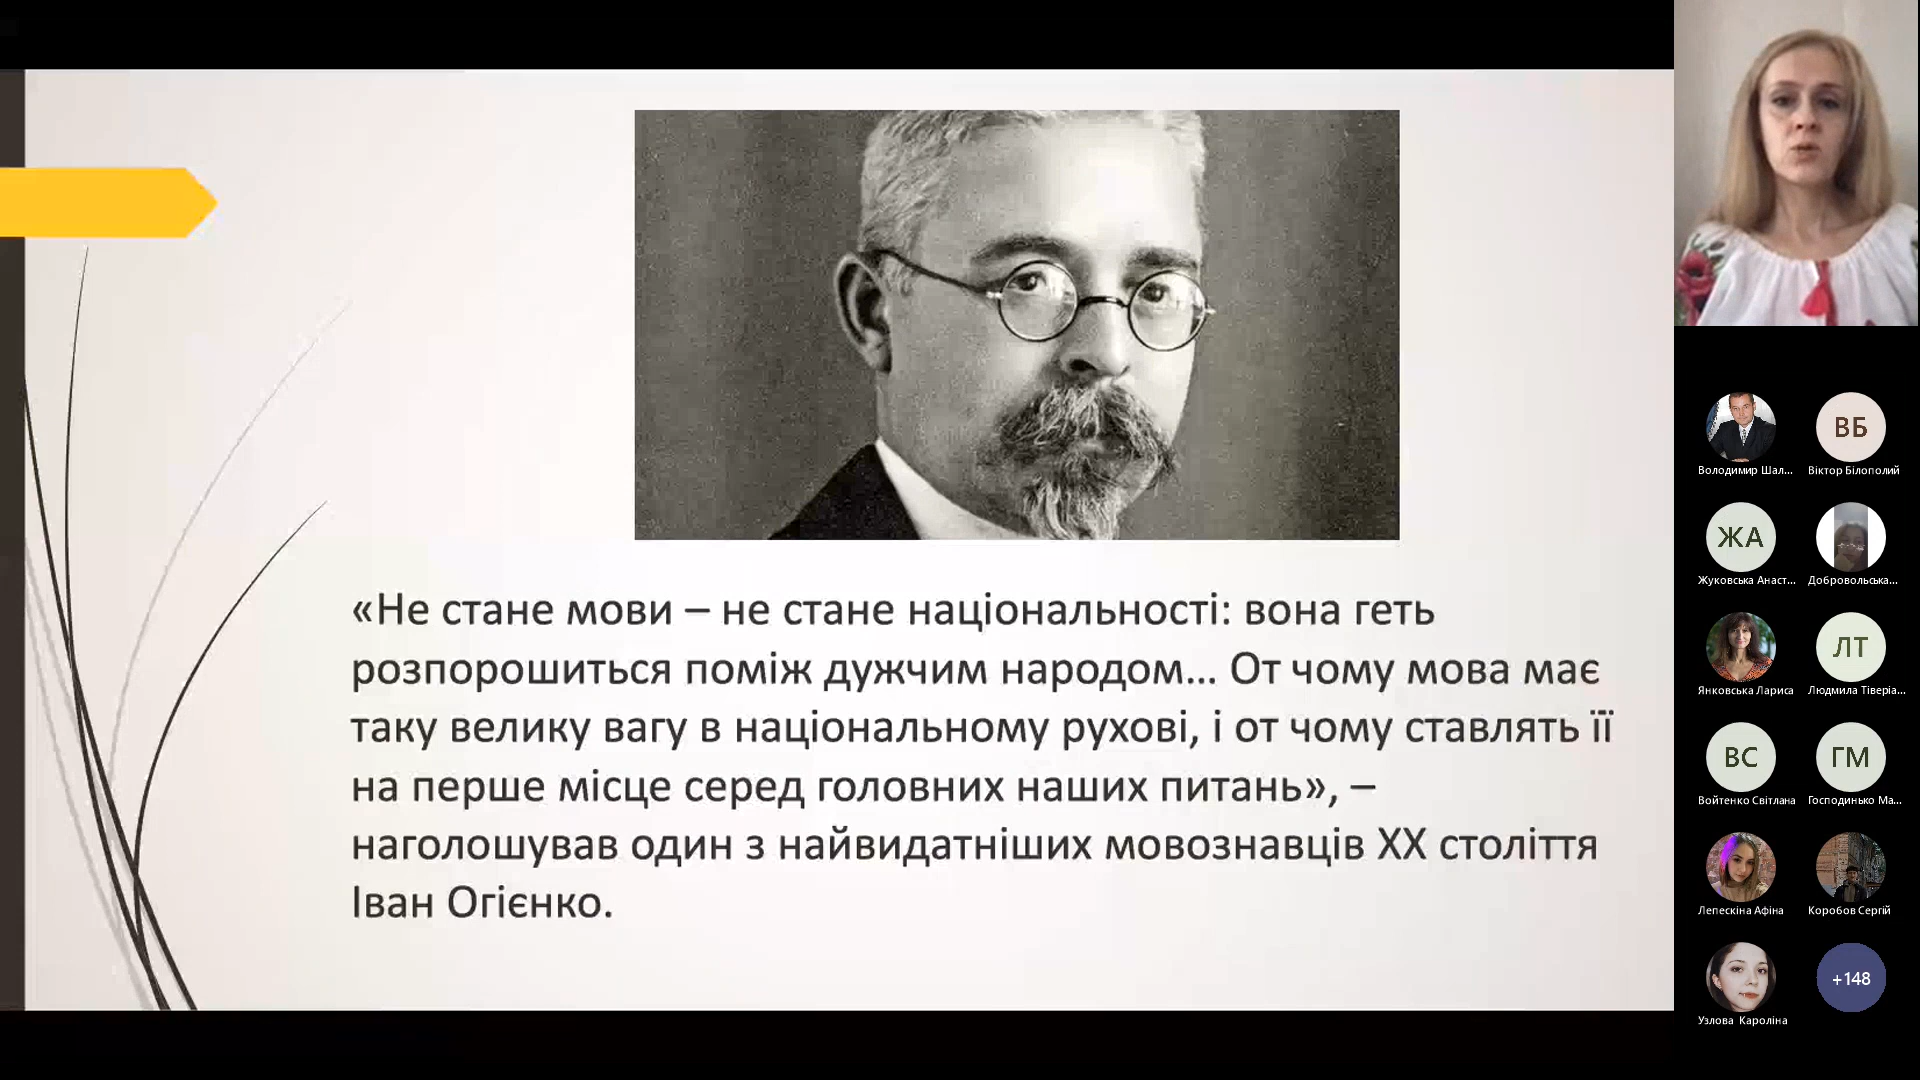 «Не стане мови – не стане національності: вона геть
розпорошиться поміж дужчим народом... От чому мова має
таку велику вагу в національному рухові, і от чому ставлять її
на перше місце серед головних наших питань», –
наголошував один з найвидатніших мовознавців ХХ століття
Іван Огієнко.
Володимир Шал...
ВБ
Віктор Білополий
ЖА
Жуковська Анаст...
Добровольська...
Янковська Лариса
ЛТ
Людмила Тіверіа...
ВС
Войтенко Світлана
ГМ
Господинько Ма...
Лепескіна Афіна
Коробов Сергій
Узлова Кароліна
+148